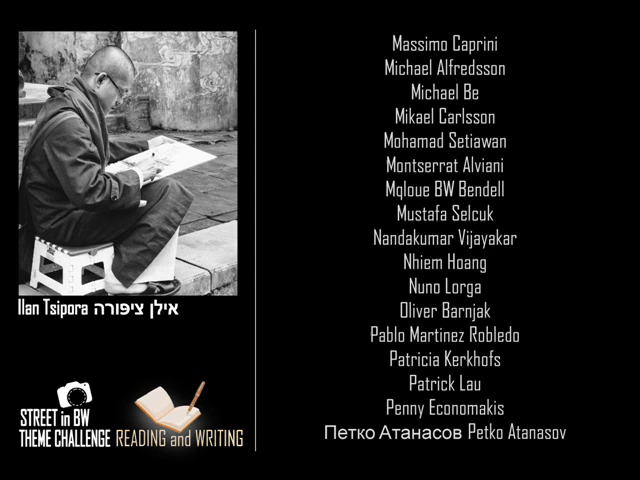 Ilan Tsipora אילן ציפורה
STREET in BW
THEME CHALLENGE READING and WRITING
Massimo Caprini
Michael Alfredsson
Michael Be
Mikael Carlsson
Mohamad Setiawan
Montserrat Alviani
Mqloue BW Bendell
Mustafa Selcuk
Nandakumar Vijayakar
Nhiem Hoang
Nuno Lorga
Oliver Barnjak
Pablo Martinez Robledo
Patricia Kerkhofs
Patrick Lau
Penny Economakis
Петко Атанасов Petko Atanasov